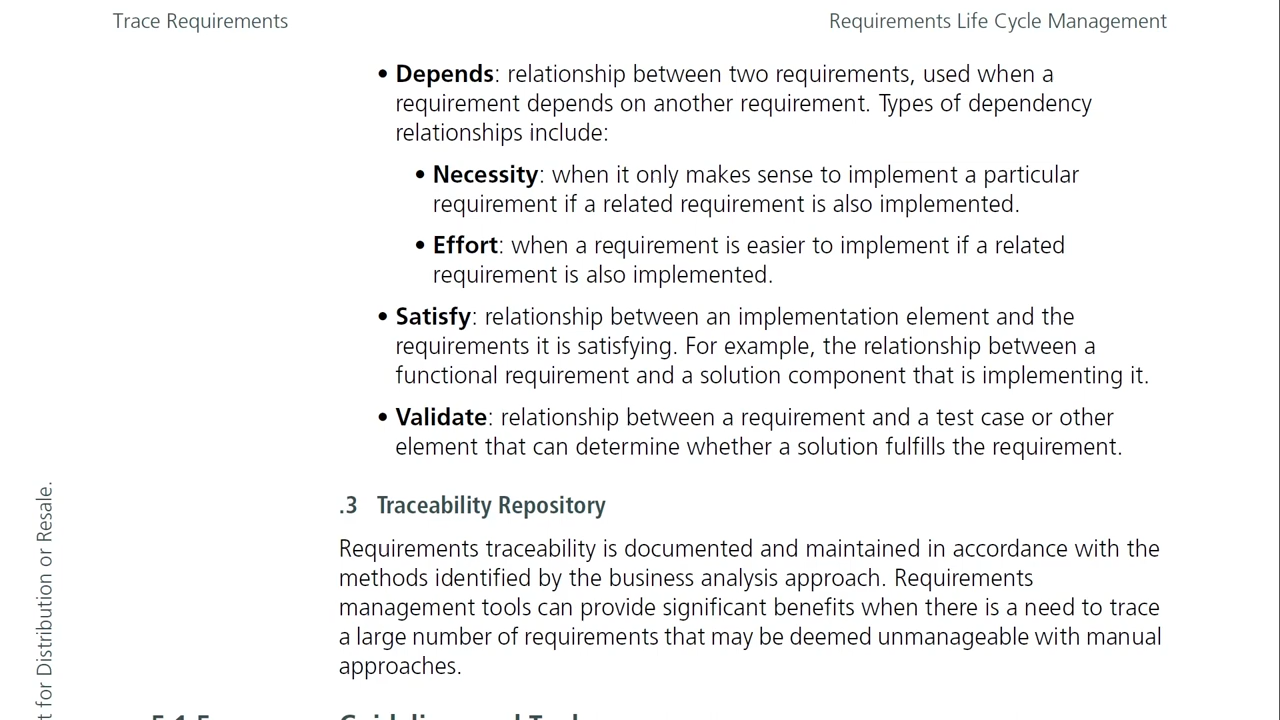 Trace Requirements
Requirements Life Cycle Management
• Depends: relationship between two requirements, used when a
requirement depends on another requirement. Types of dependency
relationships include:
• Necessity: when it only makes sense to implement a particular
requirement if a related requirement is also implemented.
• Effort: when a requirement is easier to implement if a related
requirement is also implemented.
• Satisfy: relationship between an implementation element and the
requirements it is satisfying. For example, the relationship between a
functional requirement and a solution component that is implementing it.
• Validate: relationship between a requirement and a test case or other
element that can determine whether a solution fulfills the requirement.
.3 Traceability Repository
Requirements traceability is documented and maintained in accordance with the
methods identified by the business analysis approach. Requirements
management tools can provide significant benefits when there is a need to trace
a large number of requirements that may be deemed unmanageable with manual
approaches.
for Distribution or Resale.